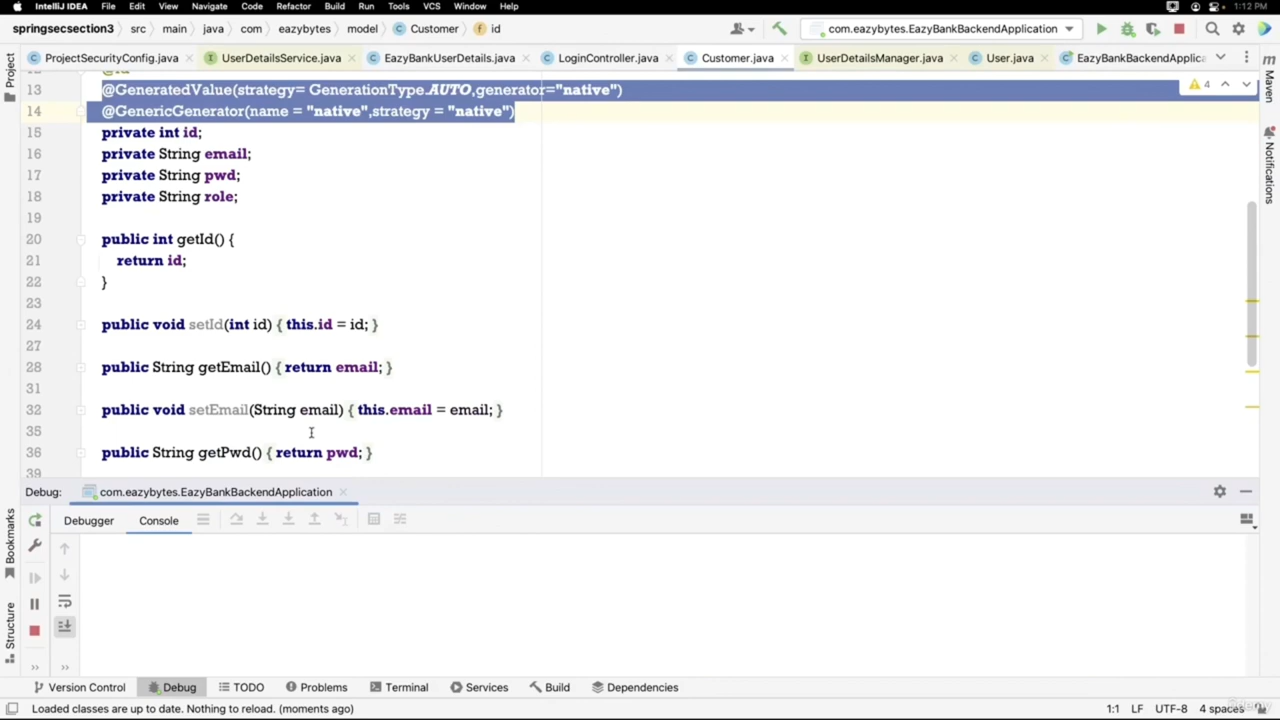 IntelliJ IDEA File Edit View Navigate Code Refactor Build Run Tools VCS Window Help 1:12 PM
springsecsection3 src main java com eazybytes model Customer id com.eazybytes.EazyBankBackendApplication
Project ProjectSecurityConfig.java UserDetailsService.java EazyBankUserDetails.java LoginController.java Customer.java UserDetailsManager.java User.java EazyBankBackendApplica
13 @GeneratedValue(strategy= GenerationType.AUTO,generator="native") 4
14 @GenericGenerator(name = "native",strategy = "native")
15 private int id;
16 private String email;
17 private String pwd;
18 private String role;
19
20 public int getId() {
21 return id;
22 }
23
24 public void setId(int id) { this.id = id; }
27
28 public String getEmail() { return email; }
31
32 public void setEmail(String email) { this.email = email; }
35
36 public String getPwd() { return pwd; }
39
Maven
Notifications
Debug: com.eazybytes.EazyBankBackendApplication
Debugger Console
Bookmarks
Structure
Version Control Debug TODO Problems Terminal Services Build Dependencies
Loaded classes are up to date. Nothing to reload. (moments ago) 1:1 LF UTF-8 4 spaces